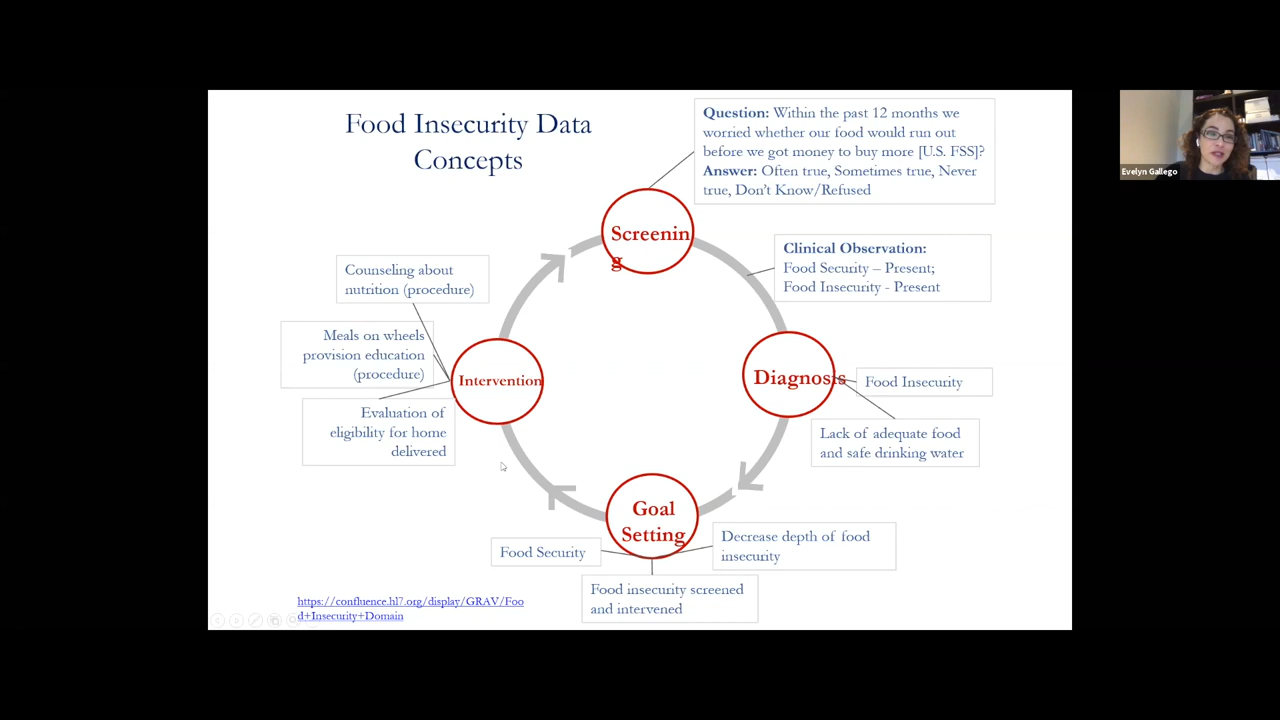 Food Insecurity Data
Concepts
Question: Within the past 12 months we
worried whether our food would run out
before we got money to buy more [U.S. FSS]?
Answer: Often true, Sometimes true, Never
true, Don't Know/Refused
Screenin
g
Clinical Observation:
Food Security – Present;
Food Insecurity - Present
Diagnosis
Food Insecurity
Lack of adequate food
and safe drinking water
Goal
Setting
Decrease depth of food
insecurity
Food insecurity screened
and intervened
Food Security
Intervention
Counseling about
nutrition (procedure)
Meals on wheels
provision education
(procedure)
Evaluation of
eligibility for home
delivered
https://confluence.hl7.org/display/GRAV/Foo
d+Insecurity+Domain
Evelyn Gallego